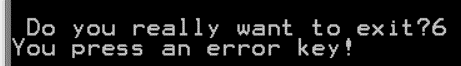 Do you really want to exit?6
You press an error key!